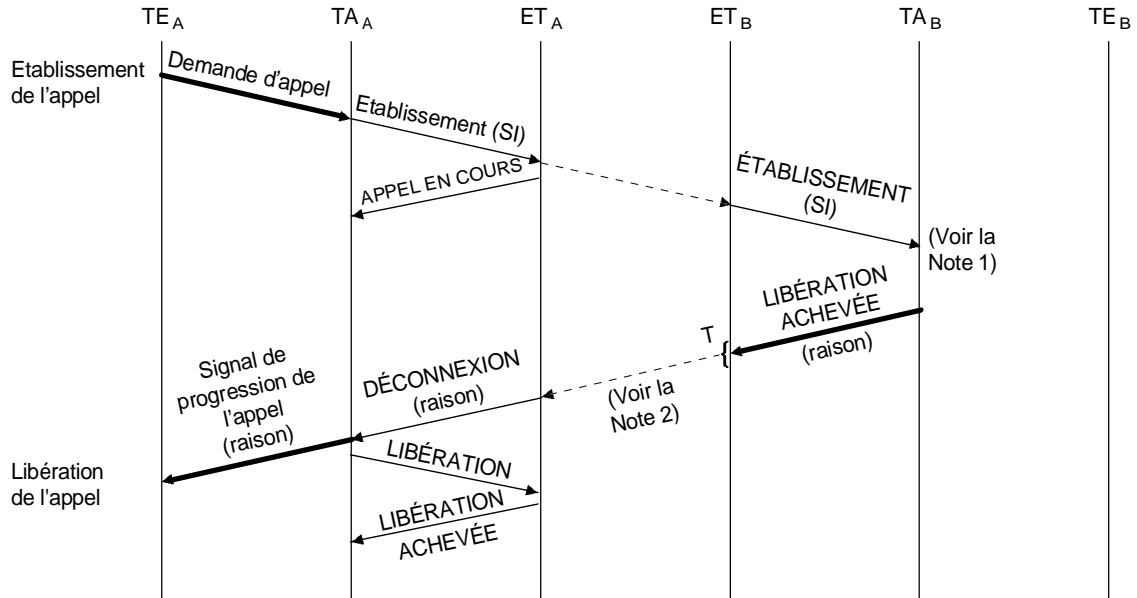 TE A
TA A
ET A
ET B
TA B
TE B
Etablissement
de l'appel
Demande d'appel
Etablissement (SI)
APPEL EN COURS
ÉTABLISSEMENT
(SI)
(Voir la
Note 1)
LIBÉRATION
ACHEVÉE
(raison)
T
{
(Voir la
Note 2)
DÉCONNEXION
(raison)
Signal de
progression de
l'appel
(raison)
Libération
de l'appel
LIBÉRATION
LIBÉRATION
ACHEVÉE